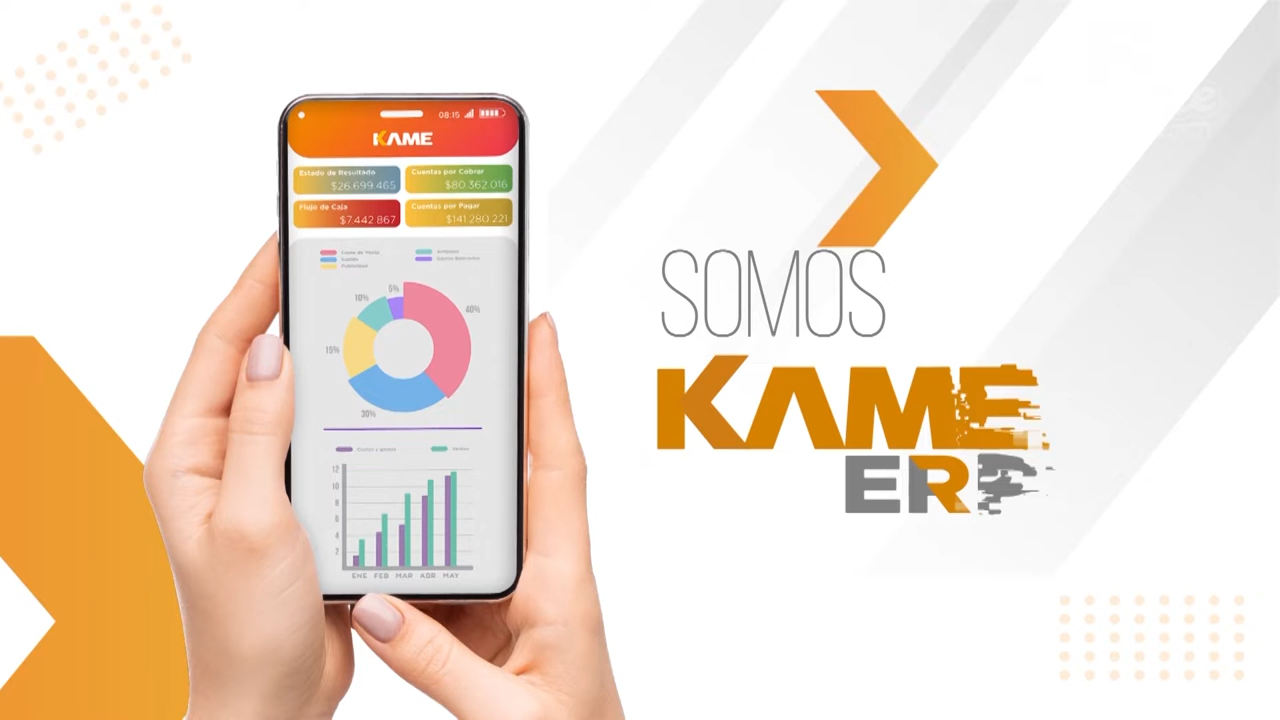 08:15
KAME
Estado de Resultado
$26.699.465
Cuentas por Cobrar
$80.362.016
Flujo de Caja
$7.442.867
Cuentas por Pagar
$141.280.221
Publicidad
5%
10%
40%
15%
30%
Ventas
12
10
8
6
4
2
ENE FEB MAR ABR MAY
SOMOS
KAME
ERP